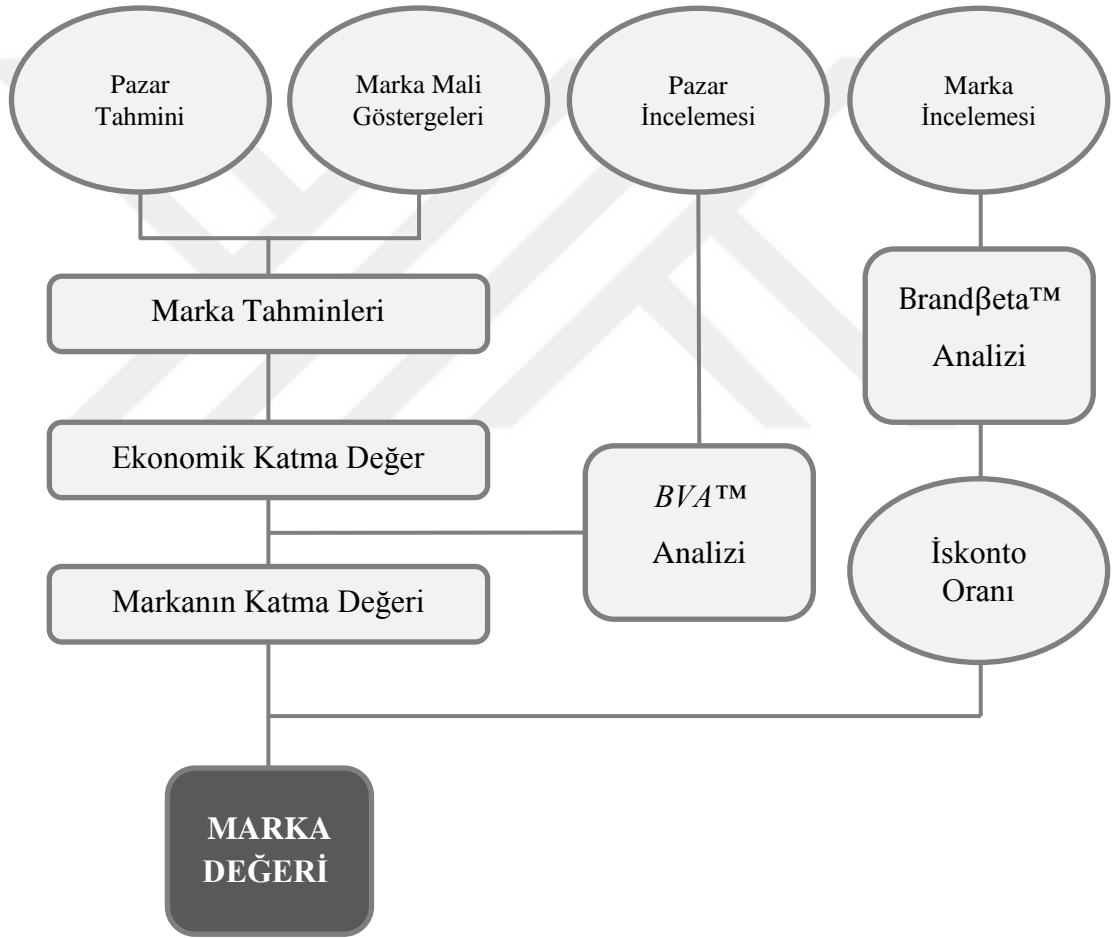 Pazar
Tahmini
Marka Mali
Göstergeleri
Pazar
İncelemesi
Marka
İncelemesi
Marka Tahminleri
Brandβeta™
Analizi
Ekonomik Katma Değer
BVA™
Analizi
İskonto
Oranı
Markanın Katma Değeri
MARKA
DEĞERİ